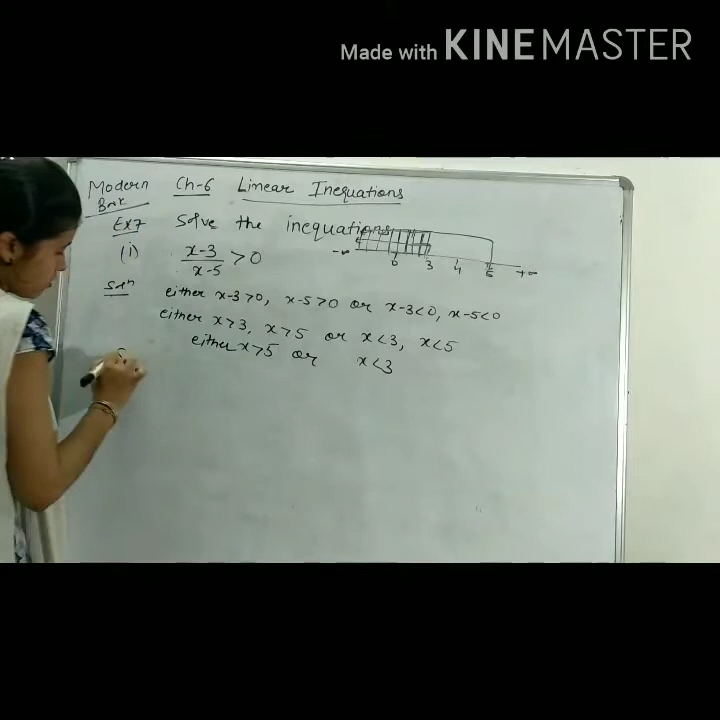 Made with KINEMASTER
Modern Ch-6 Linear Inequations
Ex7 Solve the inequations
(i) x-3/x-5 >0
-∞ 0 3 4 5 +∞
Solⁿ either x-3>0, x-5>0 or x-3<0, x-5<0
either x>3, x>5 or x<3, x<5
either x>5 or x<3